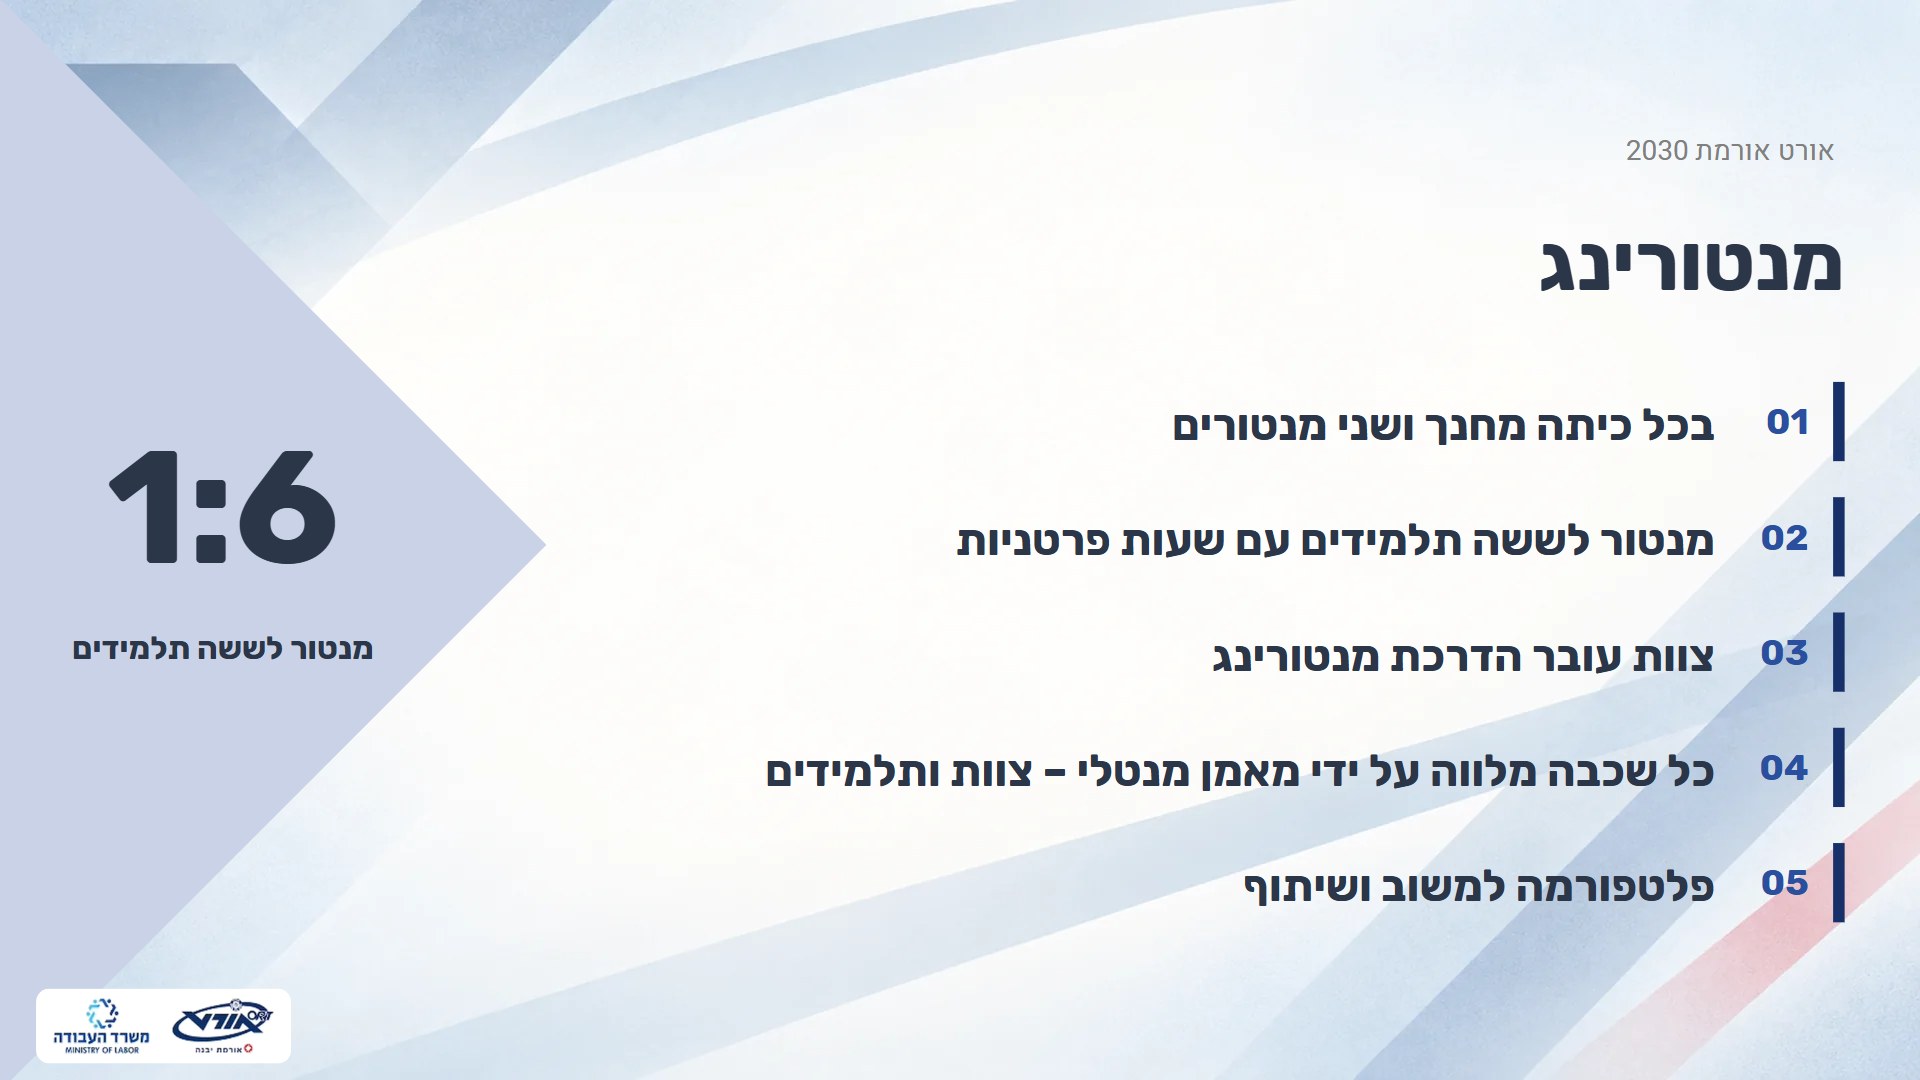 אורט אורמת 2030
מנטורינג
01 בכל כיתה מחנך ושני מנטורים
02 מנטור לששה תלמידים עם שעות פרטניות
03 צוות עובר הדרכת מנטורינג
04 כל שכבה מלווה על ידי מאמן מנטלי – צוות ותלמידים
05 פלטפורמה למשוב ושיתוף
1:6
מנטור לששה תלמידים
ORT אורט
אורמת יבנה
משרד העבודה
MINISTRY OF LABOR